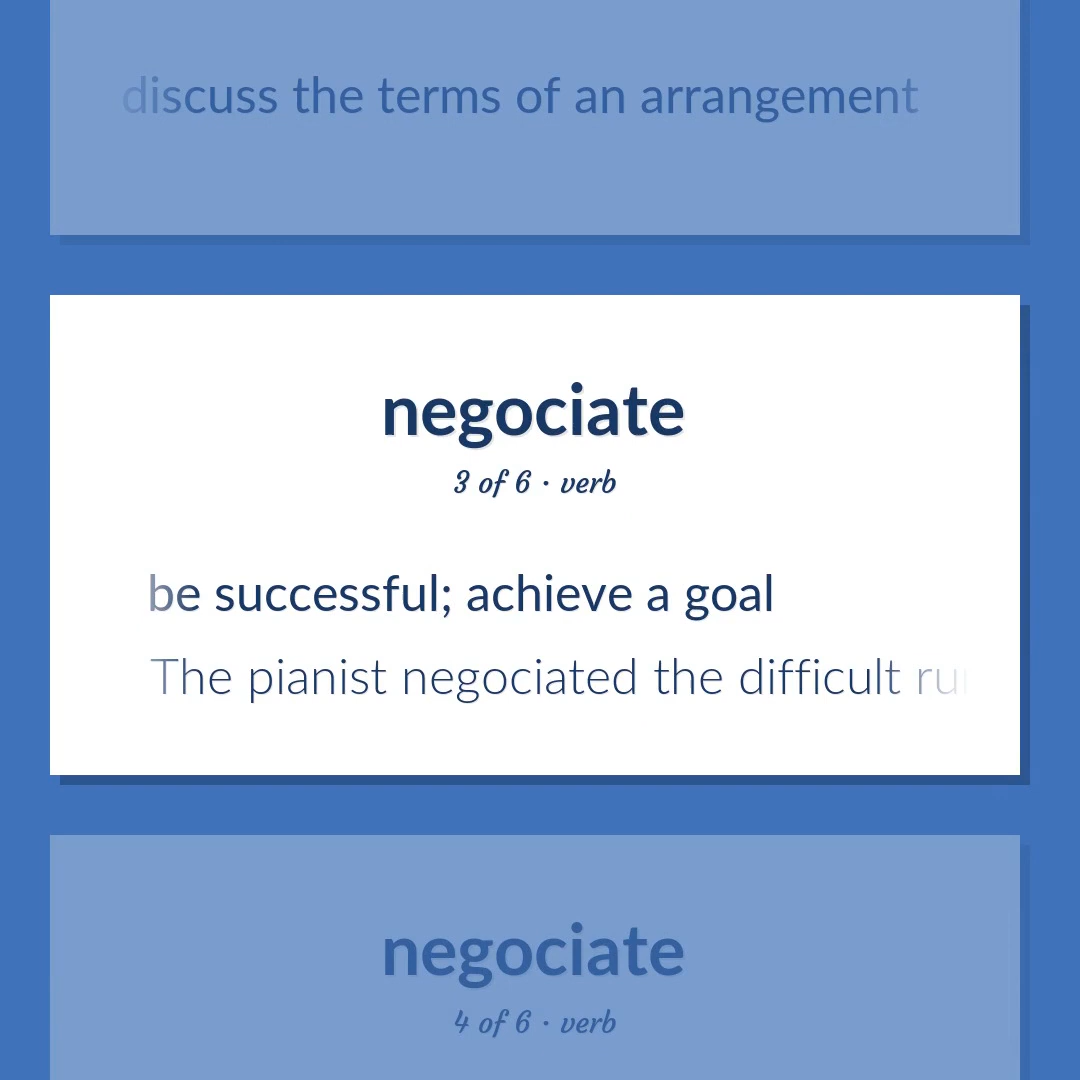 discuss the terms of an arrangement
negociate
3 of 6 · verb
be successful; achieve a goal
The pianist negociated the difficult
negociate
4 of 6 · verb